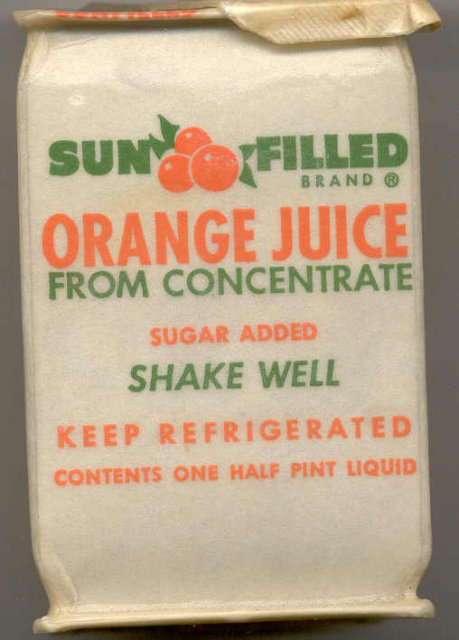 SUN FILLED
BRAND ®
ORANGE JUICE
FROM CONCENTRATE
SUGAR ADDED
SHAKE WELL
KEEP REFRIGERATED
CONTENTS ONE HALF PINT LIQUID